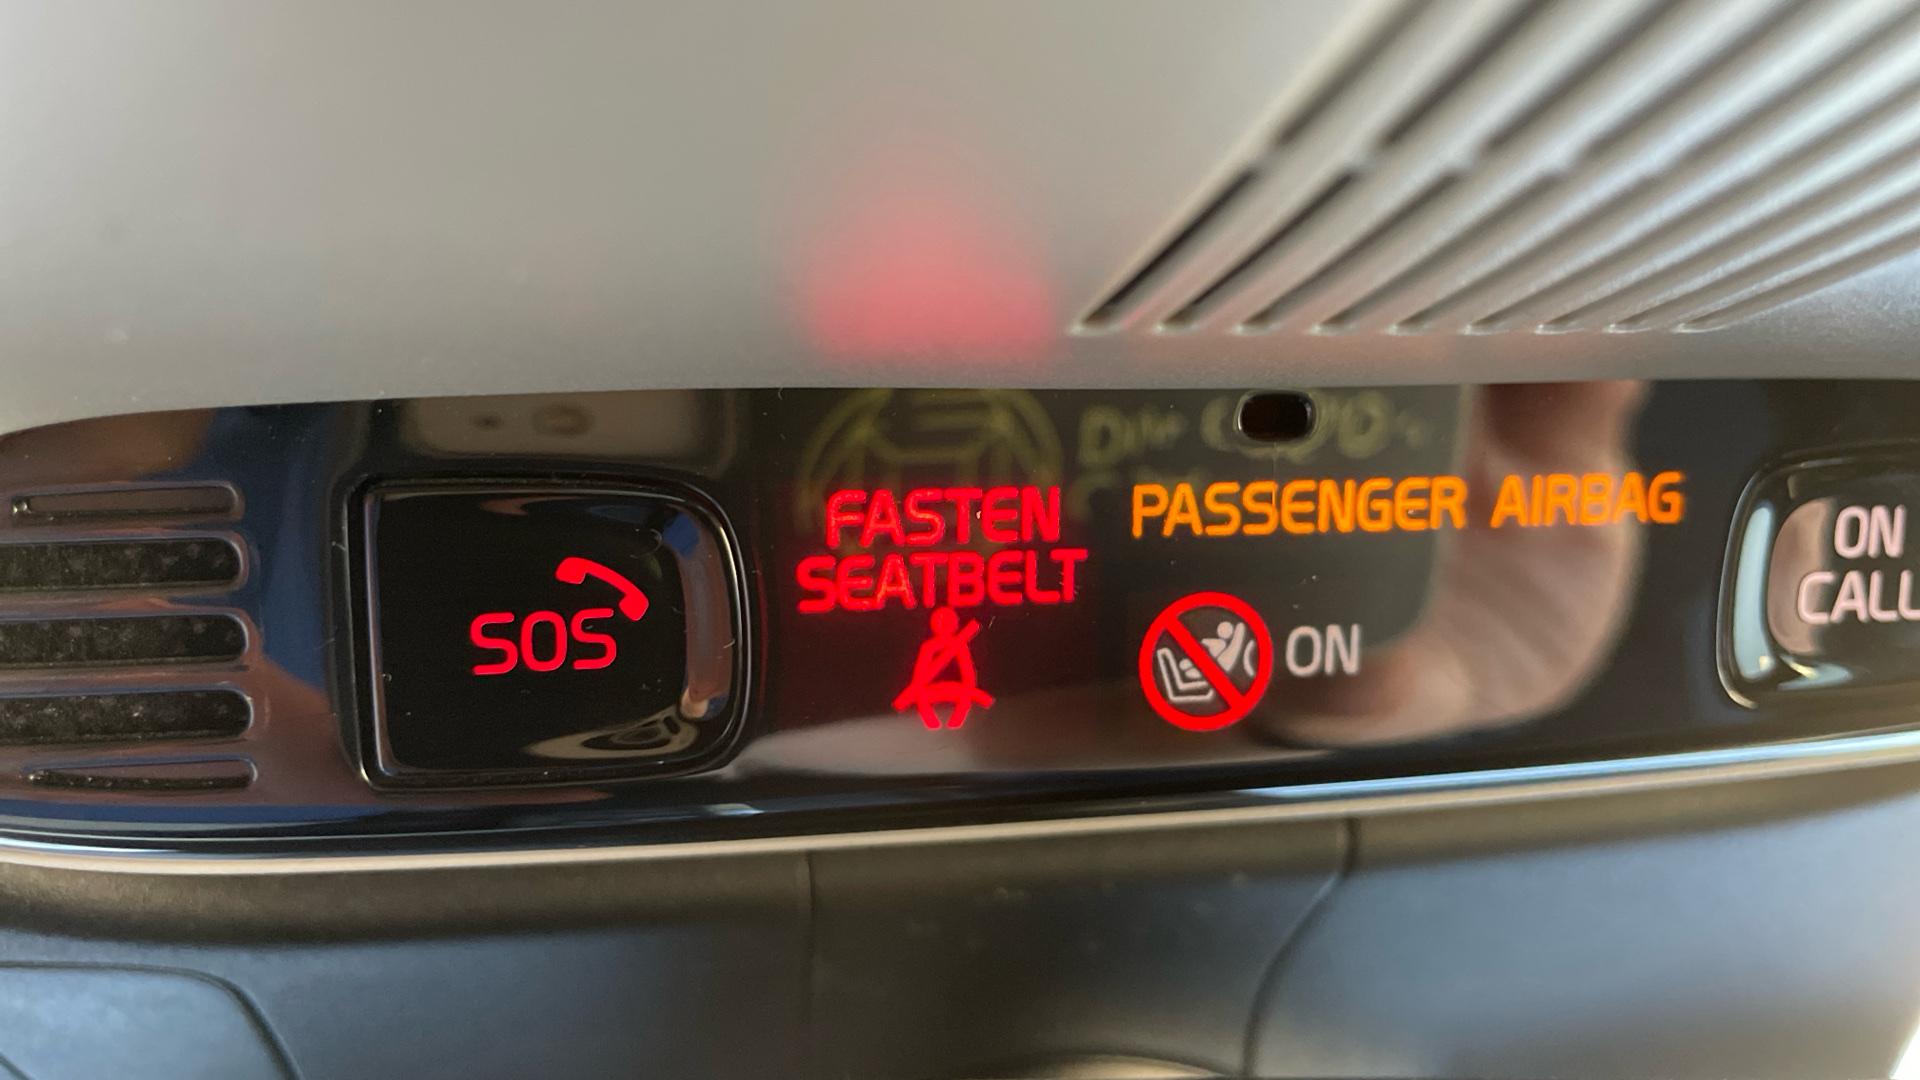 SOS
FASTEN
SEATBELT
PASSENGER AIRBAG
ON
ON
CALL